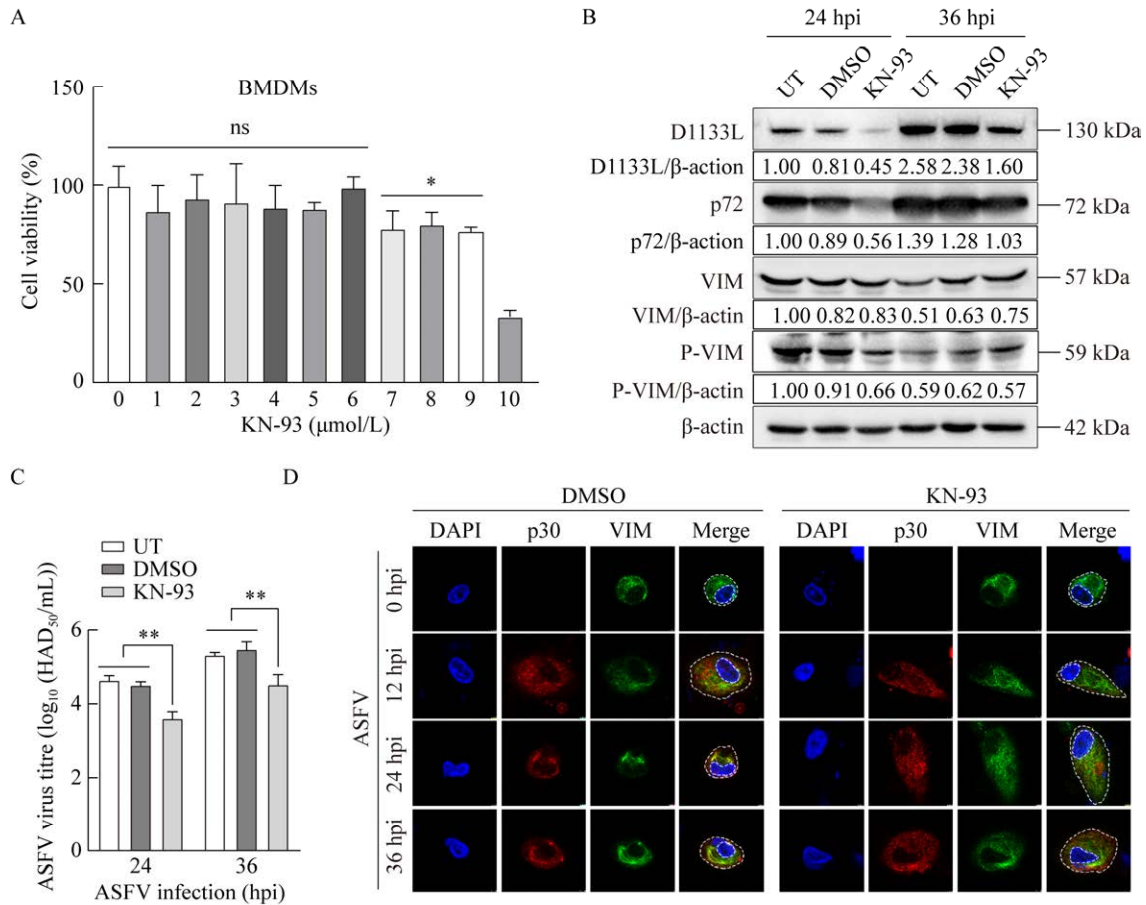 A
BMDMs
ns
*
150
100
50
0
Cell viability (%)
0 1 2 3 4 5 6 7 8 9 10
KN-93 (μmol/L)
B
24 hpi 36 hpi
UT DMSO KN-93 UT DMSO KN-93
D1133L 130 kDa
D1133L/β-action 1.00 0.81 0.45 2.58 2.38 1.60
p72 72 kDa
p72/β-action 1.00 0.89 0.56 1.39 1.28 1.03
VIM 57 kDa
VIM/β-actin 1.00 0.82 0.83 0.51 0.63 0.75
P-VIM 59 kDa
P-VIM/β-actin 1.00 0.91 0.66 0.59 0.62 0.57
β-actin 42 kDa
C
UT
DMSO
KN-93
** **
6
4
2
0
ASFV virus titre (log10 (HAD50/mL))
24 36
ASFV infection (hpi)
D
DMSO KN-93
DAPI p30 VIM Merge DAPI p30 VIM Merge
ASFV
0 hpi
12 hpi
24 hpi
36 hpi